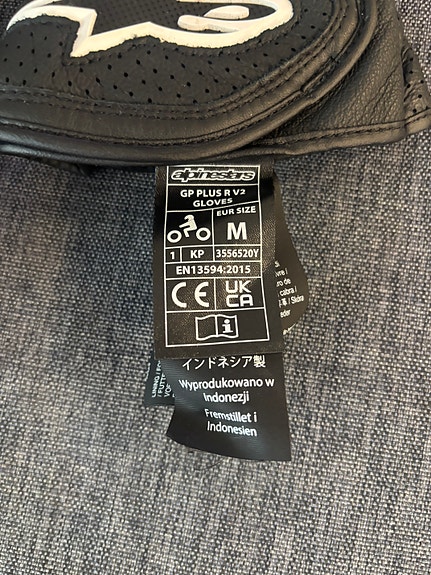 alpinestars
GP PLUS R V2
GLOVES
EUR SIZE
M
1 KP 3556520Y
EN13594:2015
CE UK CA
i
インドネシア製
Wyprodukowano w
Indonezji
Fremstillet i
Indonesien